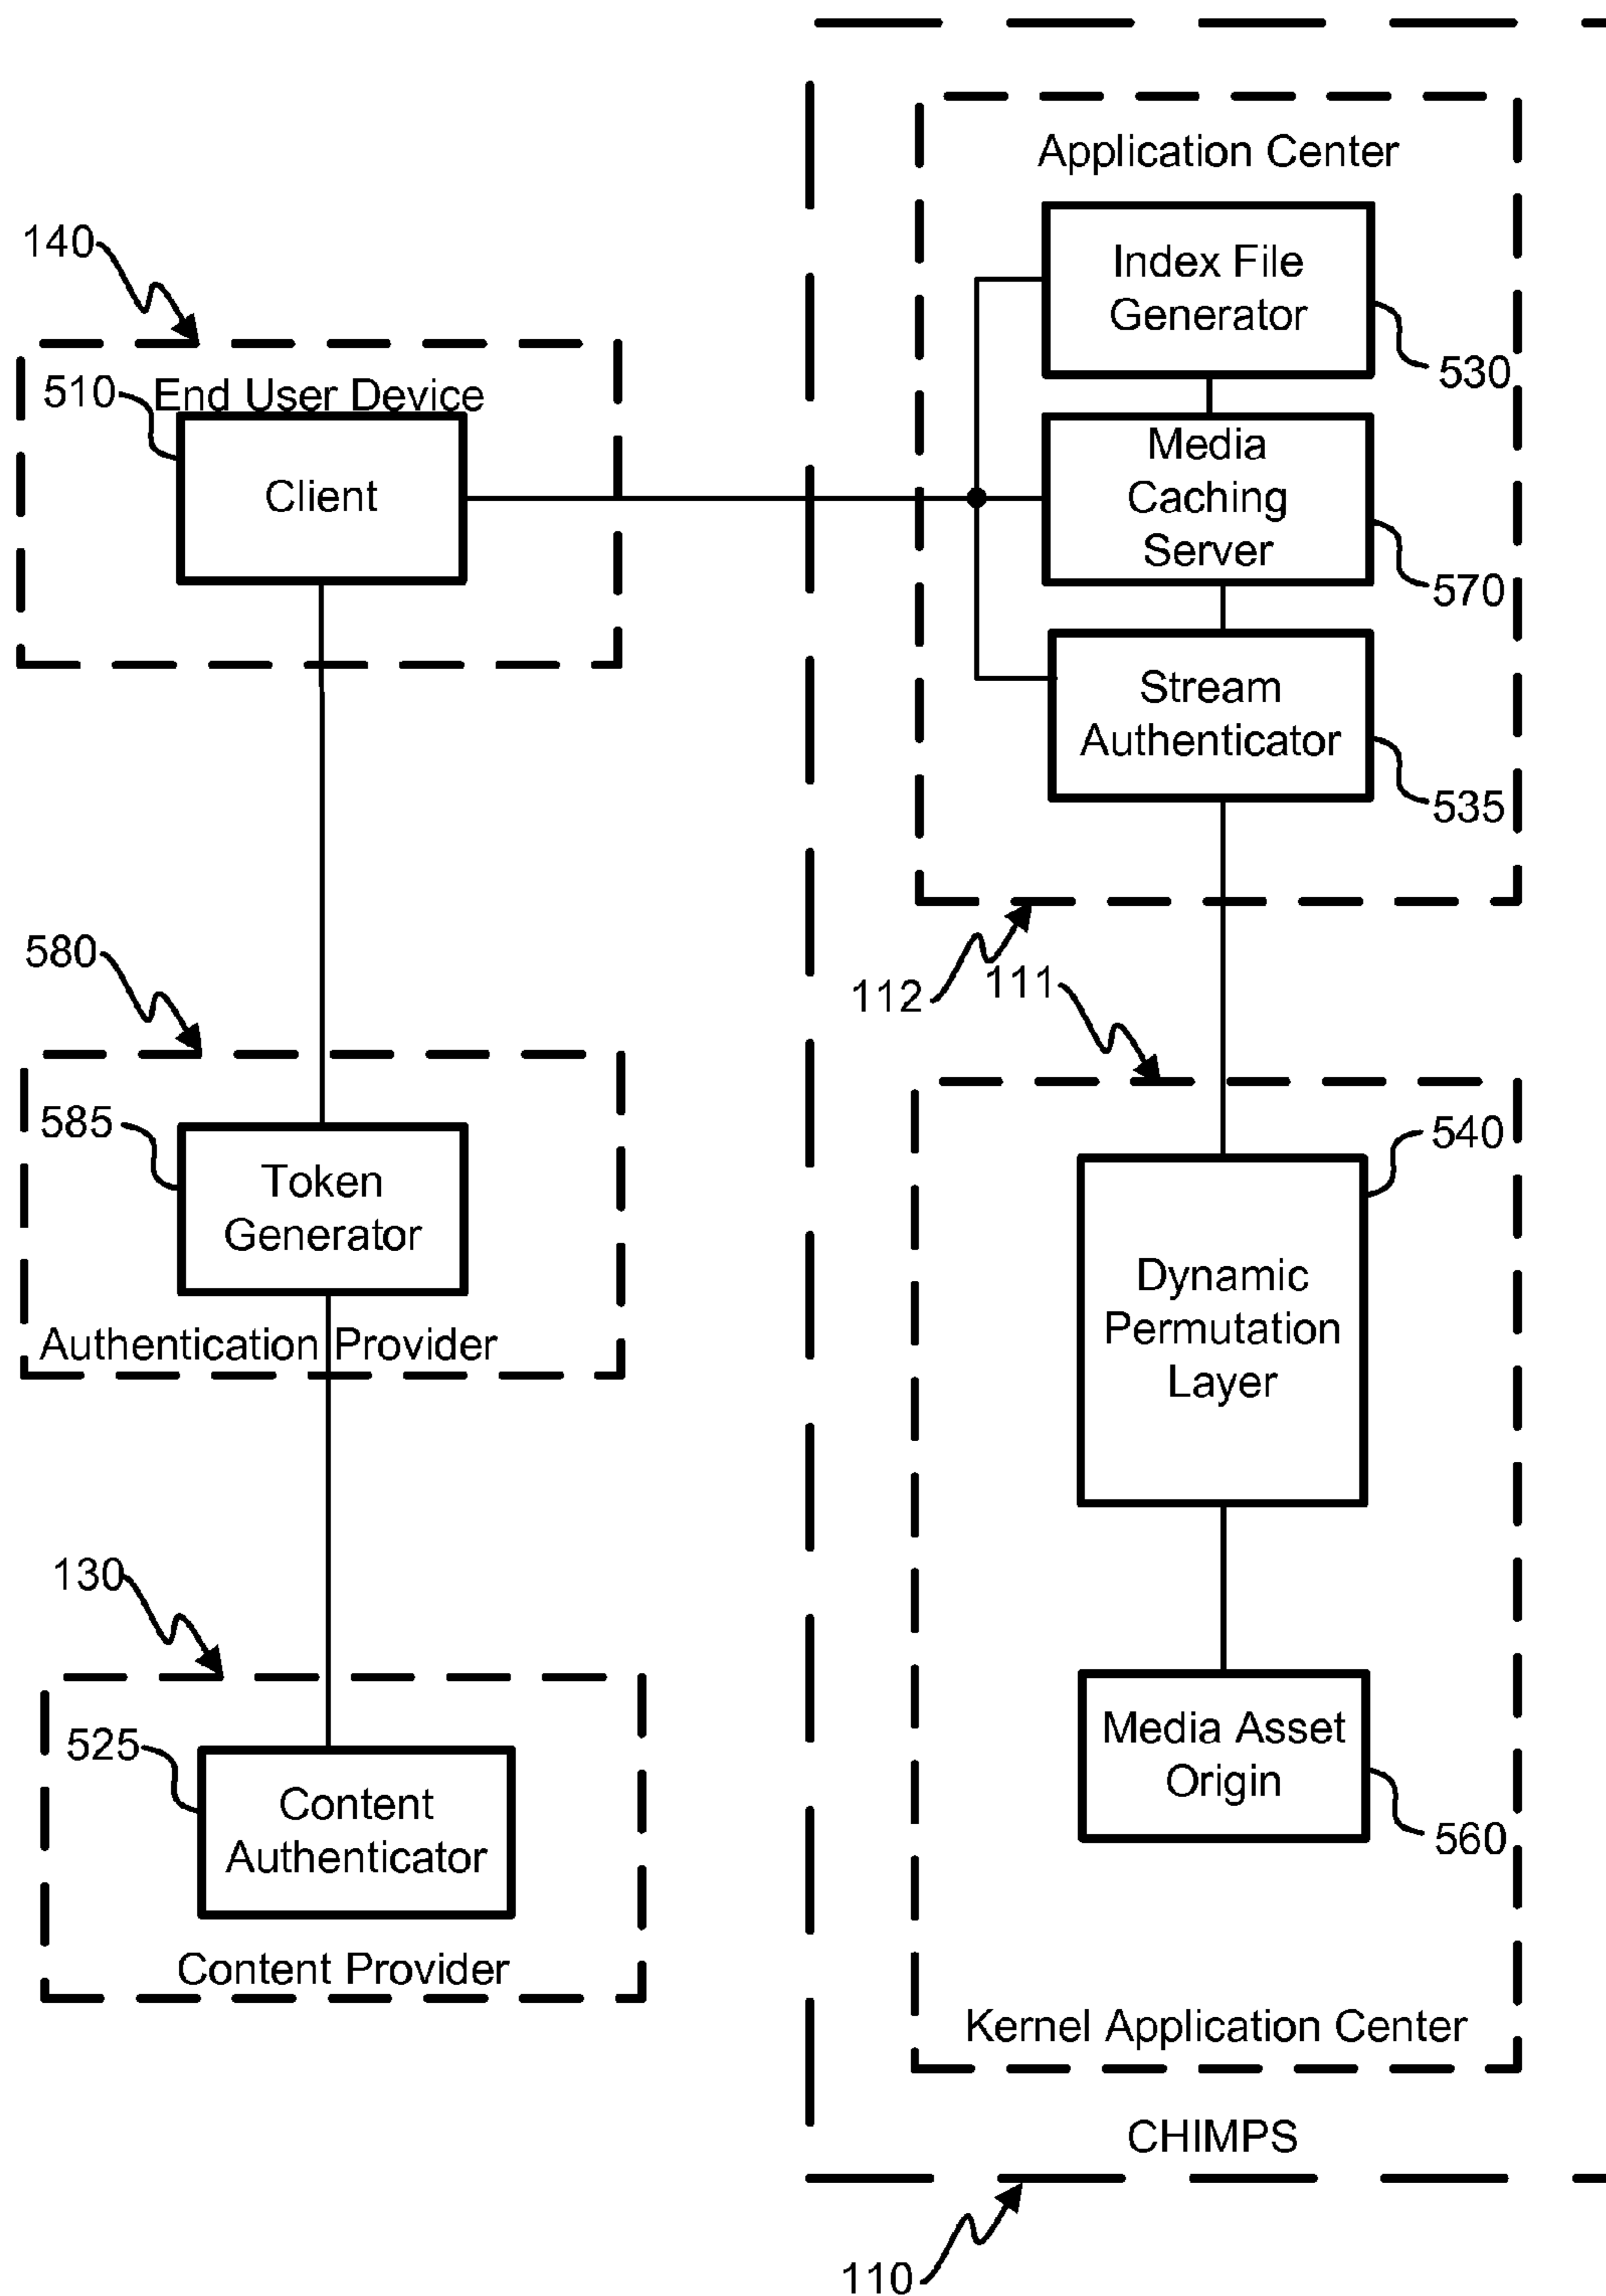 Application Center
Index File
Generator
530
140
510
End User Device
Client
Media
Caching
Server
570
Stream
Authenticator
535
580
112
111
585
Token
Generator
Authentication Provider
540
Dynamic
Permutation
Layer
130
525
Content
Authenticator
Content Provider
Media Asset
Origin
560
Kernel Application Center
CHIMPS
110